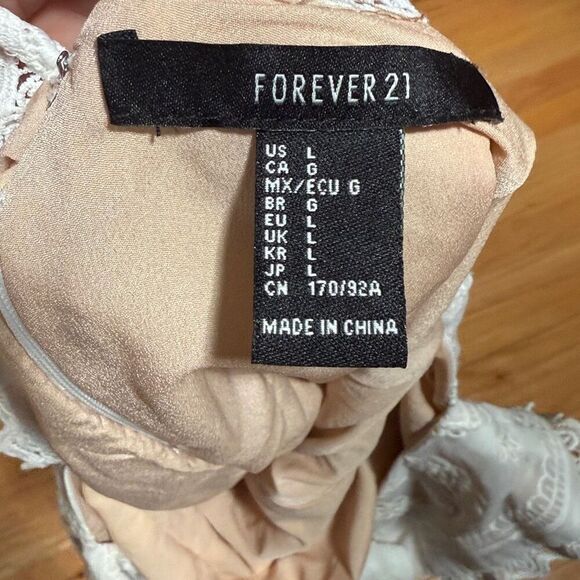 FOREVER 21
US L
CA G
MX/ECU G
BR G
EU L
UK L
KR L
JP L
CN 170/92A
MADE IN CHINA